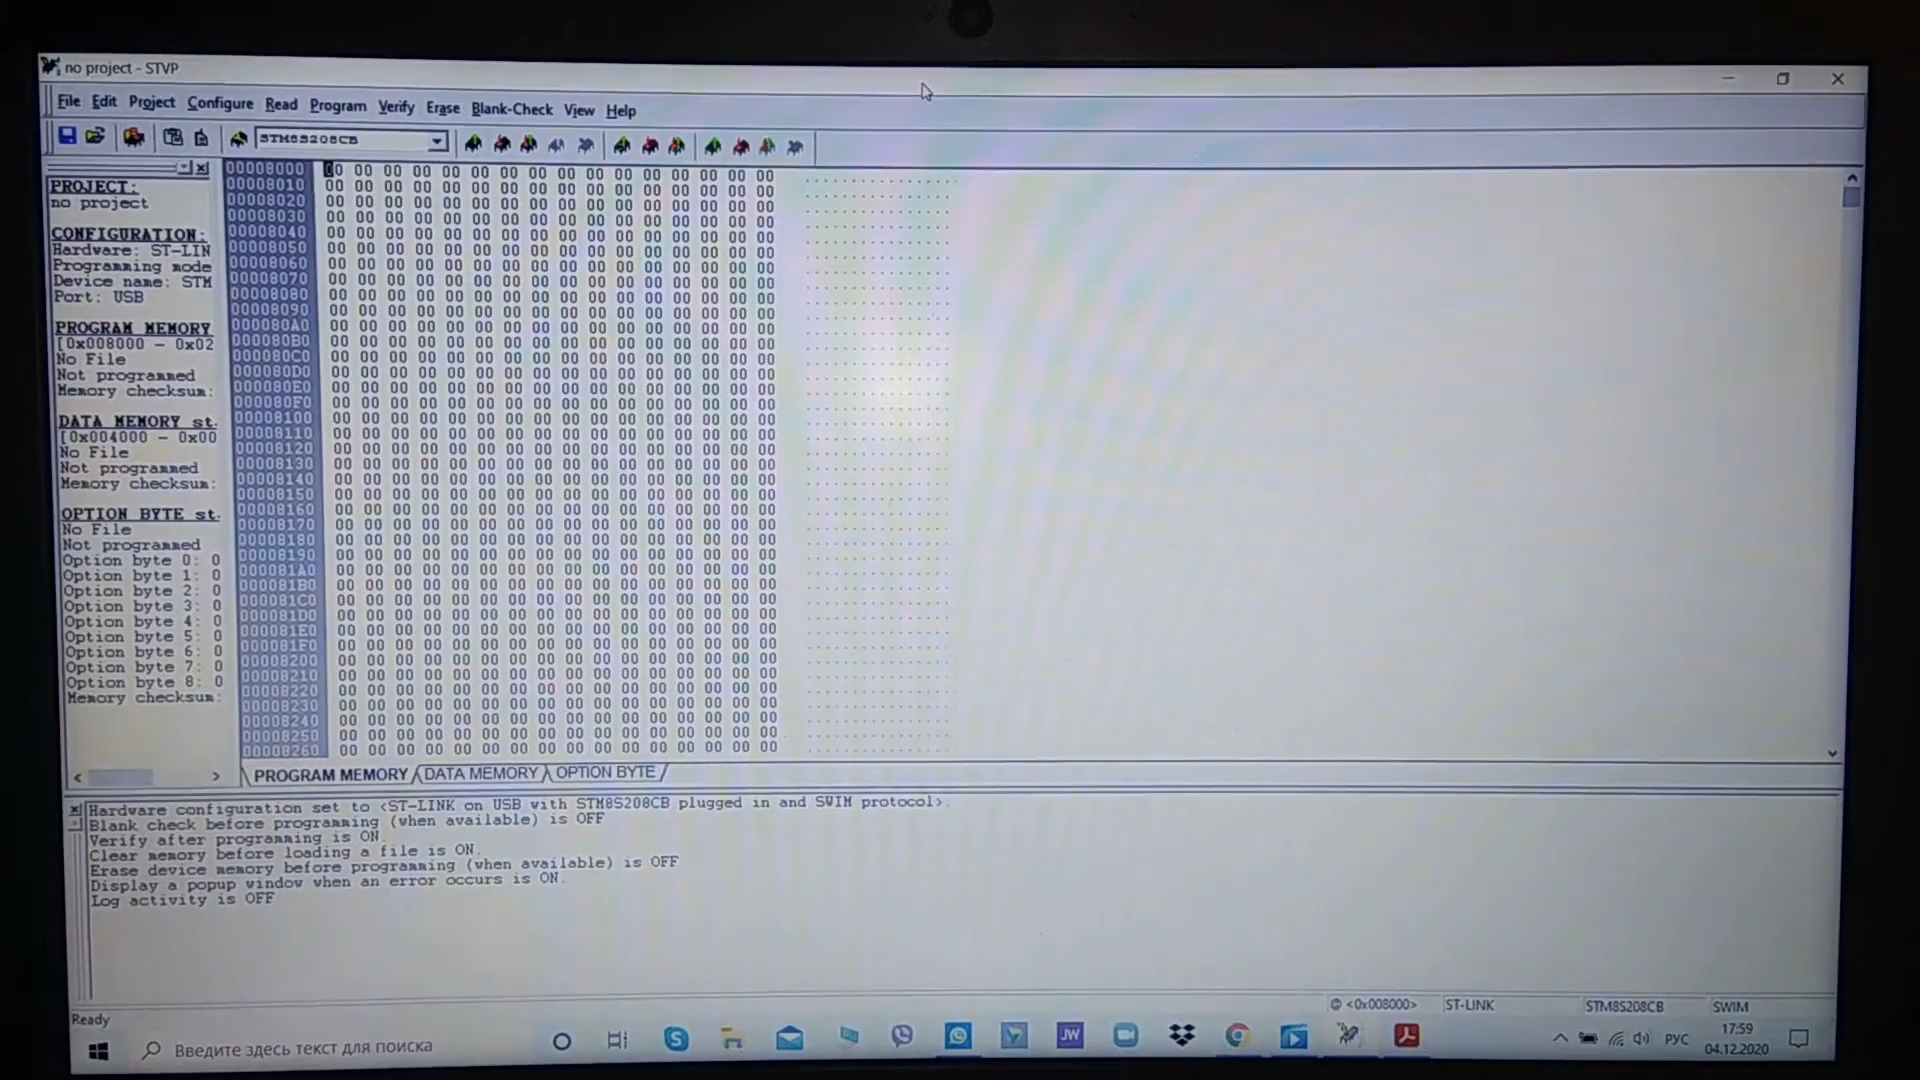 no project - STVP
File Edit Project Configure Read Program Verify Erase Blank-Check View Help
STM8S208CB
PROJECT:
no project
CONFIGURATION:
Hardware: ST-LIN
Programming mode
Device name: STM
Port: USB
PROGRAM MEMORY
[0x008000 - 0x02
No File
Not programmed
Memory checksum:
DATA MEMORY st.
[0x004000 - 0x00
No File
Not programmed
Memory checksum:
OPTION BYTE st.
No File
Not programmed
Option byte 0: 0
Option byte 1: 0
Option byte 2: 0
Option byte 3: 0
Option byte 4: 0
Option byte 5: 0
Option byte 6: 0
Option byte 7: 0
Option byte 8: 0
Memory checksum:
00008000 00 00 00 00 00 00 00 00 00 00 00 00 00 00 00 00 ................
00008010 00 00 00 00 00 00 00 00 00 00 00 00 00 00 00 00 ................
00008020 00 00 00 00 00 00 00 00 00 00 00 00 00 00 00 00 ................
00008030 00 00 00 00 00 00 00 00 00 00 00 00 00 00 00 00 ................
00008040 00 00 00 00 00 00 00 00 00 00 00 00 00 00 00 00 ................
00008050 00 00 00 00 00 00 00 00 00 00 00 00 00 00 00 00 ................
00008060 00 00 00 00 00 00 00 00 00 00 00 00 00 00 00 00 ................
00008070 00 00 00 00 00 00 00 00 00 00 00 00 00 00 00 00 ................
00008080 00 00 00 00 00 00 00 00 00 00 00 00 00 00 00 00 ................
00008090 00 00 00 00 00 00 00 00 00 00 00 00 00 00 00 00 ................
000080A0 00 00 00 00 00 00 00 00 00 00 00 00 00 00 00 00 ................
000080B0 00 00 00 00 00 00 00 00 00 00 00 00 00 00 00 00 ................
000080C0 00 00 00 00 00 00 00 00 00 00 00 00 00 00 00 00 ................
000080D0 00 00 00 00 00 00 00 00 00 00 00 00 00 00 00 00 ................
000080E0 00 00 00 00 00 00 00 00 00 00 00 00 00 00 00 00 ................
000080F0 00 00 00 00 00 00 00 00 00 00 00 00 00 00 00 00 ................
00008100 00 00 00 00 00 00 00 00 00 00 00 00 00 00 00 00 ................
00008110 00 00 00 00 00 00 00 00 00 00 00 00 00 00 00 00 ................
00008120 00 00 00 00 00 00 00 00 00 00 00 00 00 00 00 00 ................
00008130 00 00 00 00 00 00 00 00 00 00 00 00 00 00 00 00 ................
00008140 00 00 00 00 00 00 00 00 00 00 00 00 00 00 00 00 ................
00008150 00 00 00 00 00 00 00 00 00 00 00 00 00 00 00 00 ................
00008160 00 00 00 00 00 00 00 00 00 00 00 00 00 00 00 00 ................
00008170 00 00 00 00 00 00 00 00 00 00 00 00 00 00 00 00 ................
00008180 00 00 00 00 00 00 00 00 00 00 00 00 00 00 00 00 ................
00008190 00 00 00 00 00 00 00 00 00 00 00 00 00 00 00 00 ................
000081A0 00 00 00 00 00 00 00 00 00 00 00 00 00 00 00 00 ................
000081B0 00 00 00 00 00 00 00 00 00 00 00 00 00 00 00 00 ................
000081C0 00 00 00 00 00 00 00 00 00 00 00 00 00 00 00 00 ................
000081D0 00 00 00 00 00 00 00 00 00 00 00 00 00 00 00 00 ................
000081E0 00 00 00 00 00 00 00 00 00 00 00 00 00 00 00 00 ................
000081F0 00 00 00 00 00 00 00 00 00 00 00 00 00 00 00 00 ................
00008200 00 00 00 00 00 00 00 00 00 00 00 00 00 00 00 00 ................
00008210 00 00 00 00 00 00 00 00 00 00 00 00 00 00 00 00 ................
00008220 00 00 00 00 00 00 00 00 00 00 00 00 00 00 00 00 ................
00008230 00 00 00 00 00 00 00 00 00 00 00 00 00 00 00 00 ................
00008240 00 00 00 00 00 00 00 00 00 00 00 00 00 00 00 00 ................
00008250 00 00 00 00 00 00 00 00 00 00 00 00 00 00 00 00 ................
00008260 00 00 00 00 00 00 00 00 00 00 00 00 00 00 00 00 ................
PROGRAM MEMORY DATA MEMORY OPTION BYTE
Hardware configuration set to <ST-LINK on USB with STM8S208CB plugged in and SWIM protocol>.
Blank check before programming (when available) is OFF
Verify after programming is ON.
Clear memory before loading a file is ON.
Erase device memory before programming (when available) is OFF
Display a popup window when an error occurs is ON.
Log activity is OFF
Ready @ <0x008000> ST-LINK STM8S208CB SWIM
Введите здесь текст для поиска JW РУС 17:59
04.12.2020